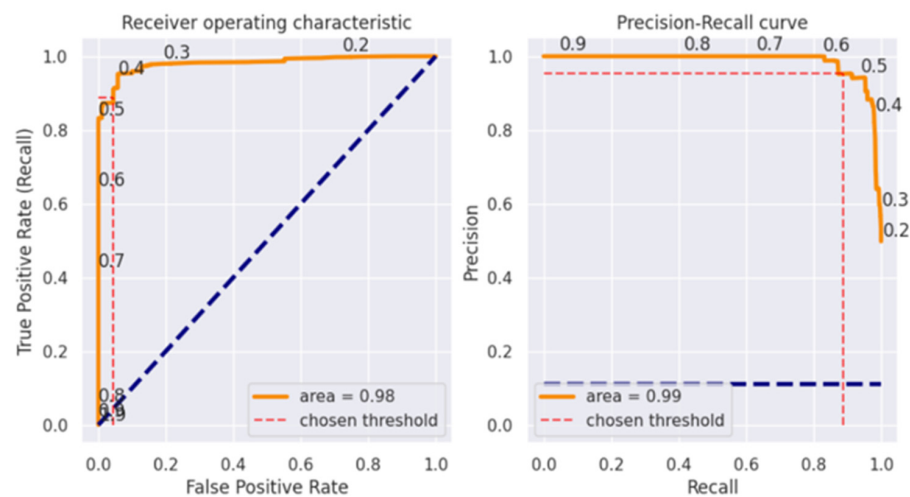 Receiver operating characteristic
1.0
0.8
0.6
0.4
0.2
0.0
True Positive Rate (Recall)
0.2
0.3
0.4
0.5
0.6
0.7
0.8
0.9
area = 0.98
chosen threshold
0.0 0.2 0.4 0.6 0.8 1.0
False Positive Rate
Precision-Recall curve
1.0
0.8
0.6
0.4
0.2
0.0
Precision
0.9 0.8 0.7 0.6
0.5
0.4
0.3
0.2
area = 0.99
chosen threshold
0.0 0.2 0.4 0.6 0.8 1.0
Recall